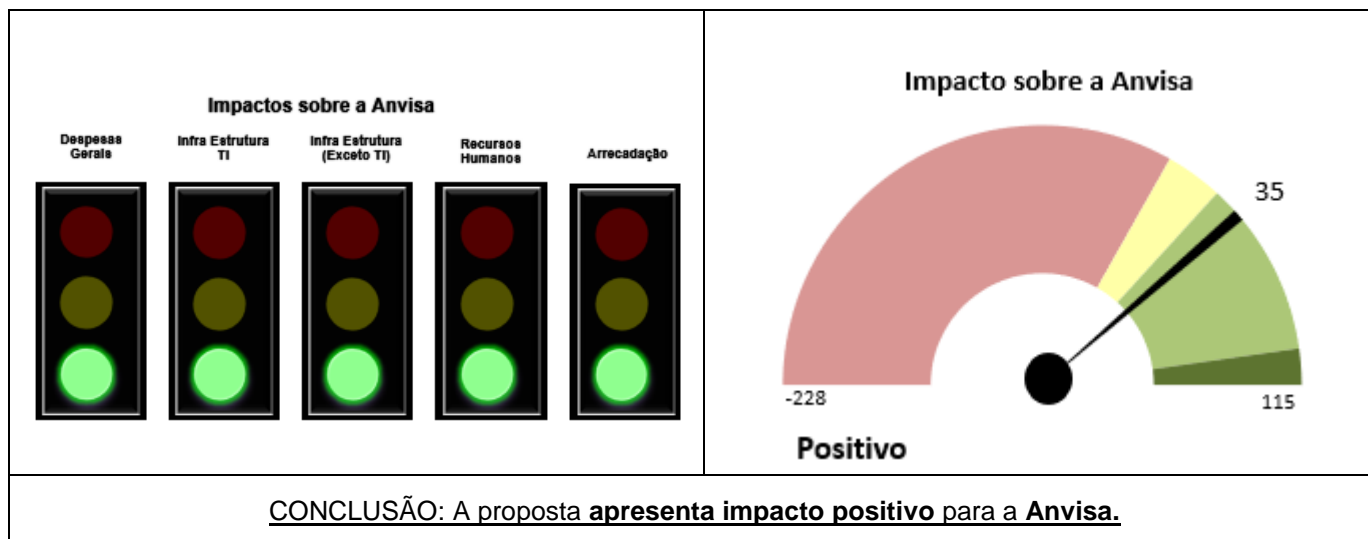 Impactos sobre a Anvisa
Despesas
Gerais
Infra Estrutura
TI
Infra Estrutura
(Exceto TI)
Recursos
Humanos
Arrecadação
Impacto sobre a Anvisa
35
-228
115
Positivo
CONCLUSÃO: A proposta apresenta impacto positivo para a Anvisa.